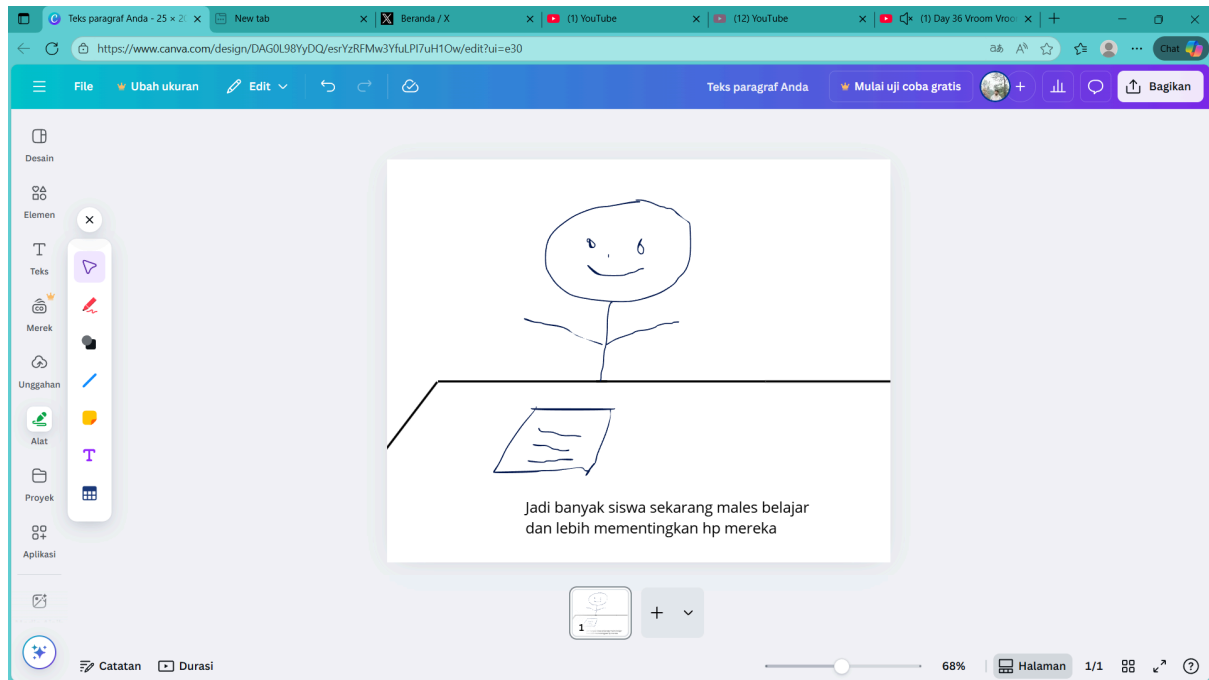 Teks paragraf Anda - 25 × 2
New tab
Beranda / X
(1) YouTube
(12) YouTube
(1) Day 36 Vroom Vroo
https://www.canva.com/design/DAG0L98YyDQ/esrYzRFMw3YfuLPI7uH1Ow/edit?ui=e30
Chat
File
Ubah ukuran
Edit
Teks paragraf Anda
Mulai uji coba gratis
Bagikan
Desain
Elemen
Teks
Merek
Unggahan
Alat
Proyek
Aplikasi
Jadi banyak siswa sekarang males belajar
dan lebih mementingkan hp mereka
1
Catatan
Durasi
68%
Halaman
1/1